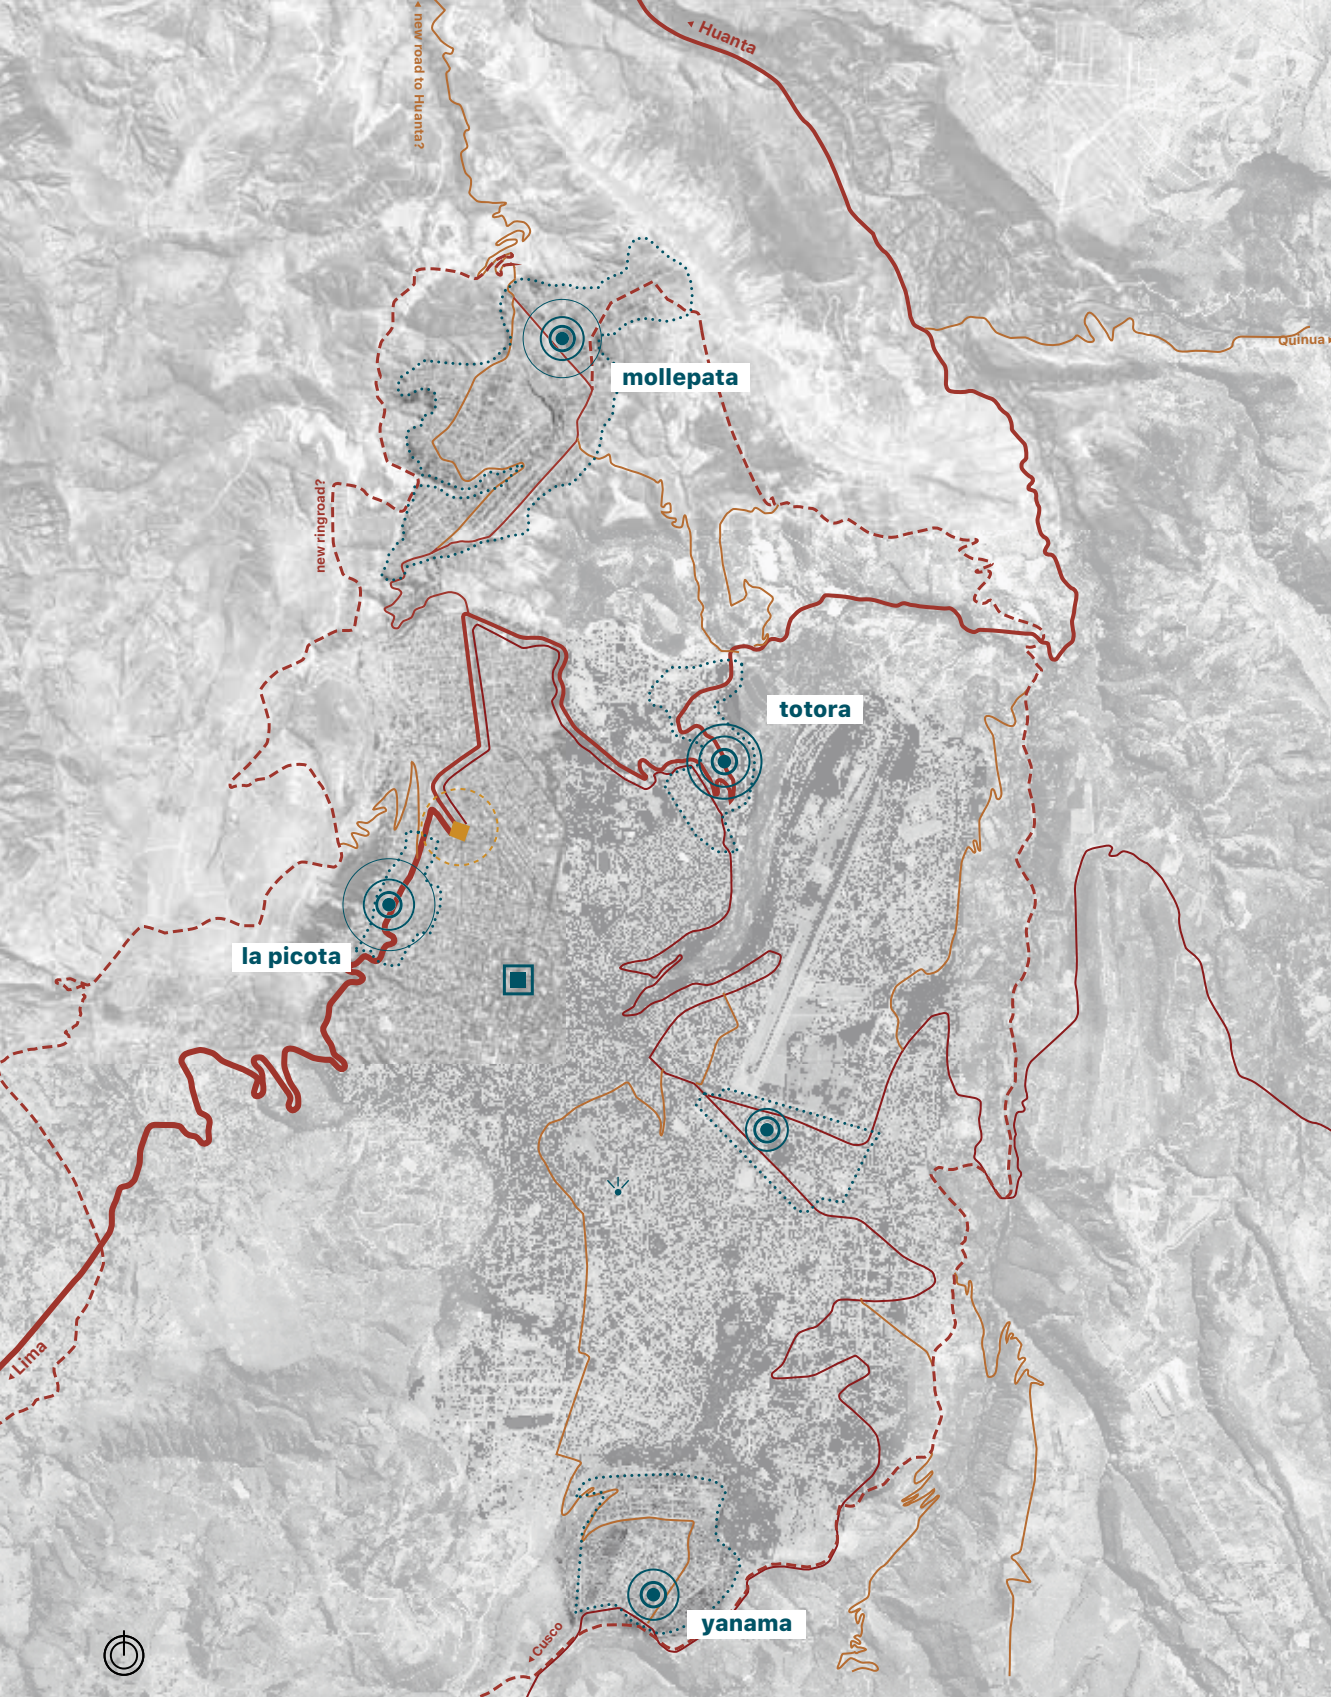 ◂ Huanta
◂ new road to Huanta?
Quinua ▸
mollepata
new ringroad?
totora
la picota
◂ Lima
yanama
◂ Cusco